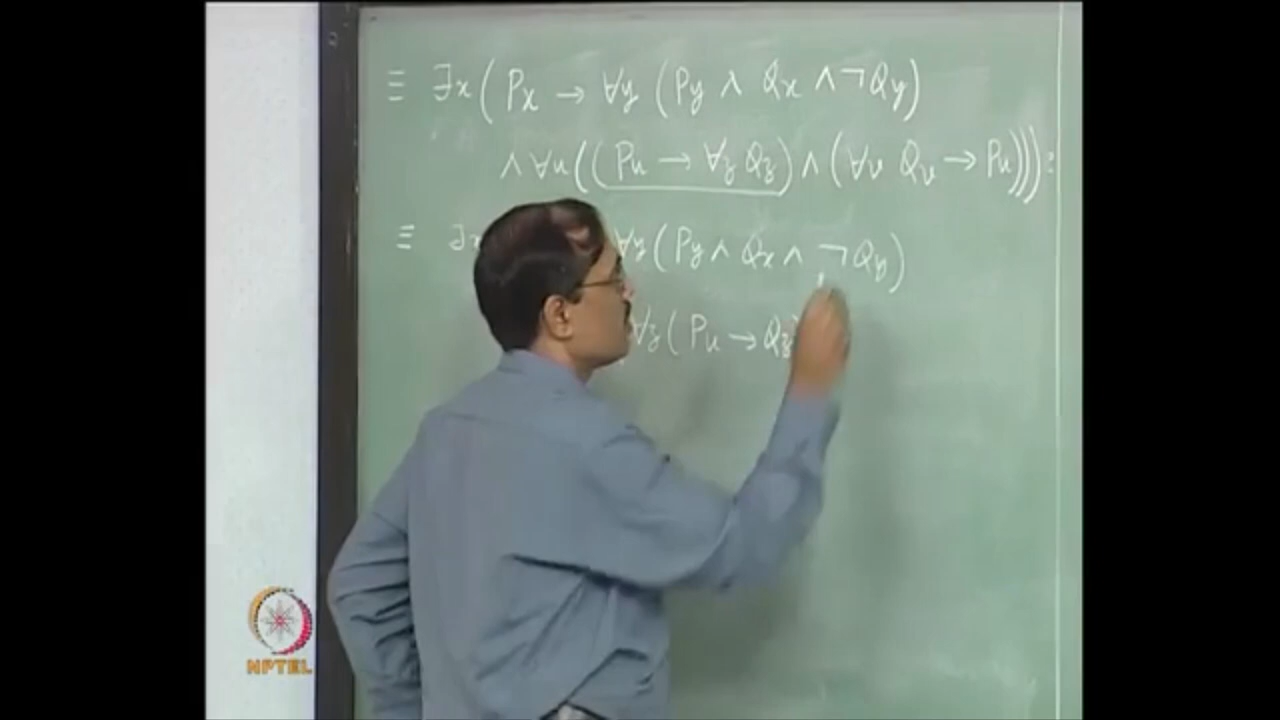 ≡ ∃x(Px → ∀y (Py ∧ Qx ∧ ¬Qy)
∧ ∀u((Pu → ∀z Qz) ∧ (∀v Qv → Pu))):
≡ ∃x ∀y(Py ∧ Qx ∧ ¬Qy)
∀z(Pu → Qz)
NPTEL